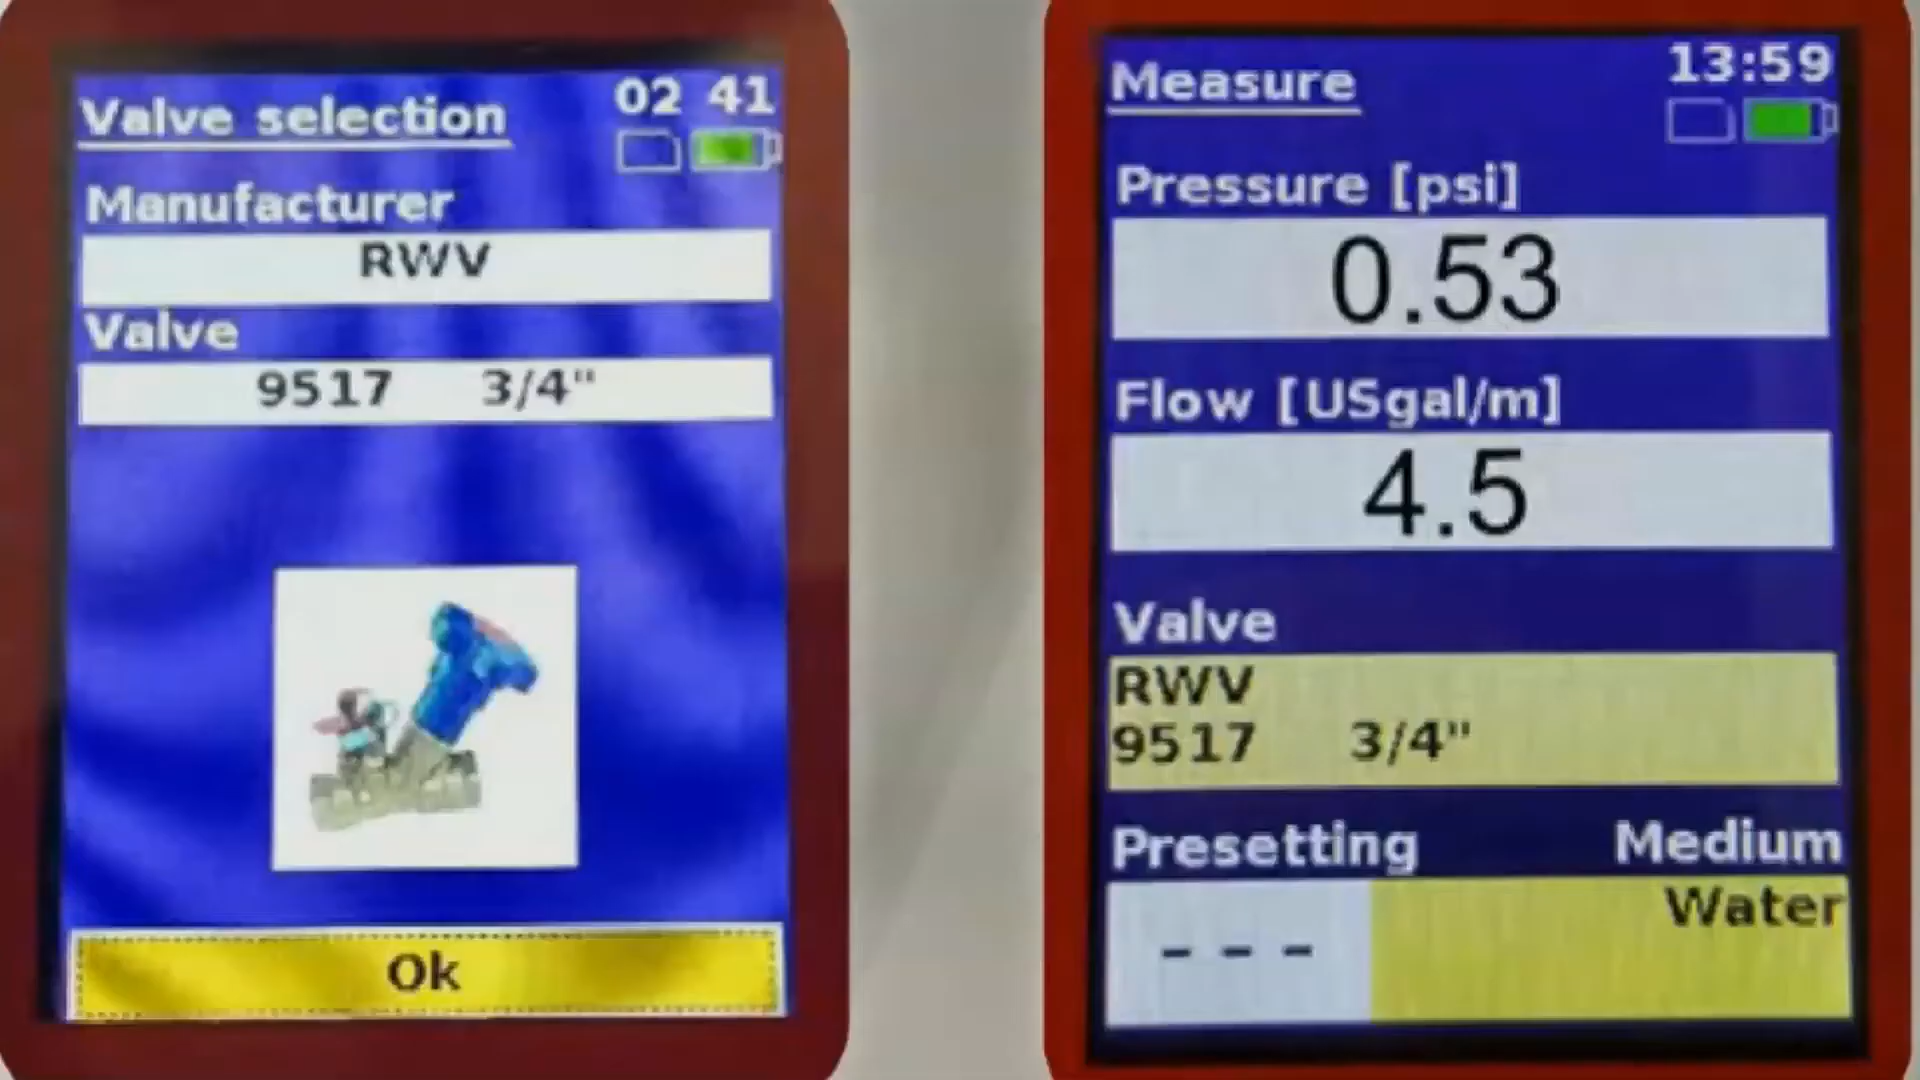 Valve selection
02 41
Manufacturer
RWV
Valve
9517 3/4"
Ok
Measure
13:59
Pressure [psi]
0.53
Flow [USgal/m]
4.5
Valve
RWV
9517 3/4"
Presetting Medium
- - - Water